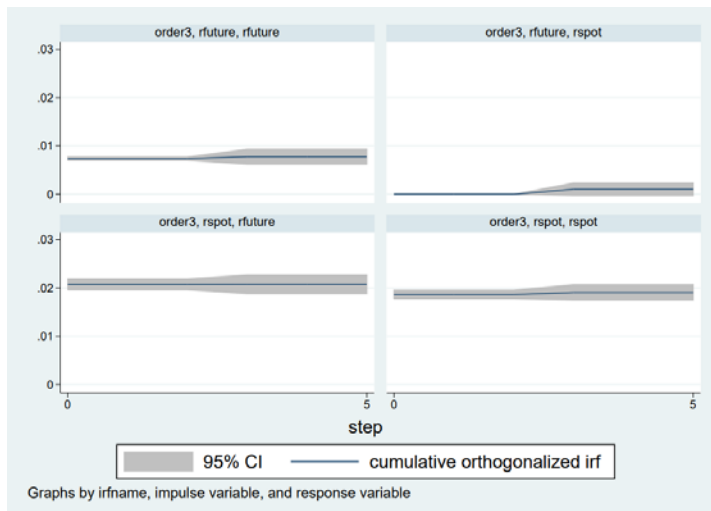 order3, rfuture, rfuture
order3, rfuture, rspot
.03
.02
.01
0
order3, rspot, rfuture
order3, rspot, rspot
.03
.02
.01
0
0
5
0
5
step
95% CI
cumulative orthogonalized irf
Graphs by irfname, impulse variable, and response variable